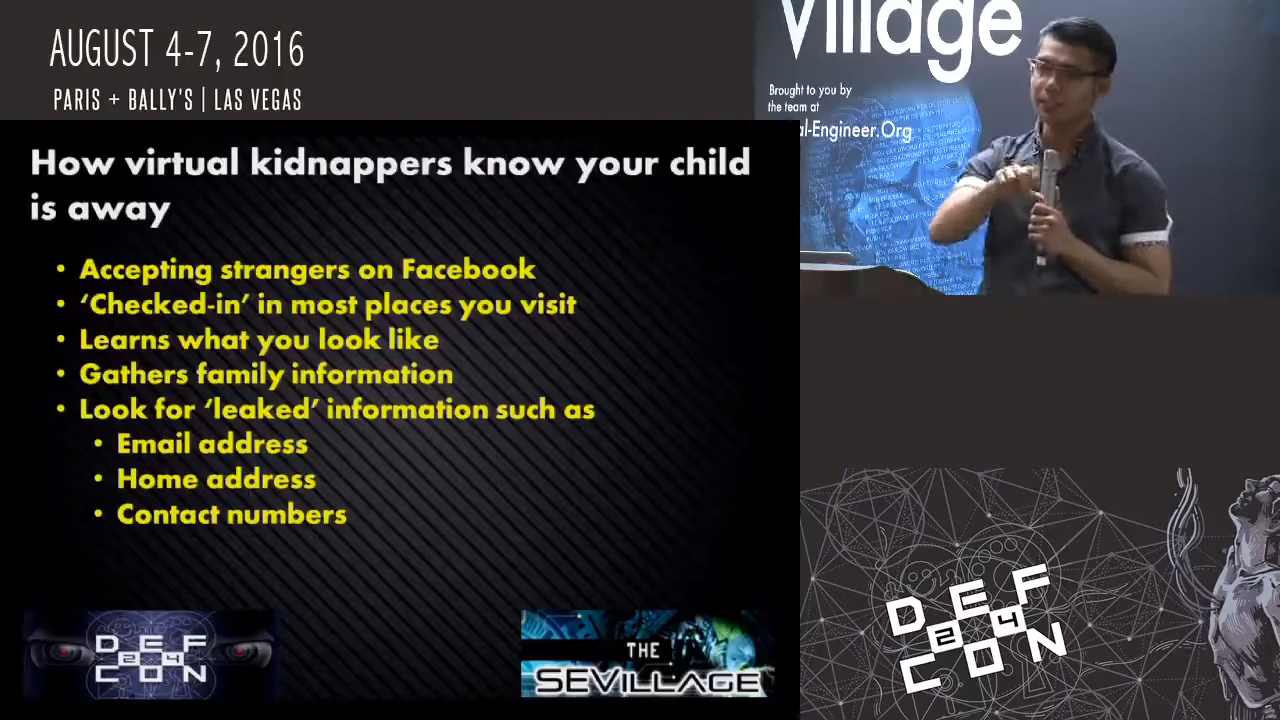 AUGUST 4-7, 2016
PARIS + BALLY'S | LAS VEGAS
Village
Brought to you by
the team at
al-Engineer.Org
How virtual kidnappers know your child
is away
• Accepting strangers on Facebook
• ‘Checked-in’ in most places you visit
• Learns what you look like
• Gathers family information
• Look for ‘leaked’ information such as
• Email address
• Home address
• Contact numbers
DEF
24
CON
THE
SEVILLAGE
DEF
24
CON